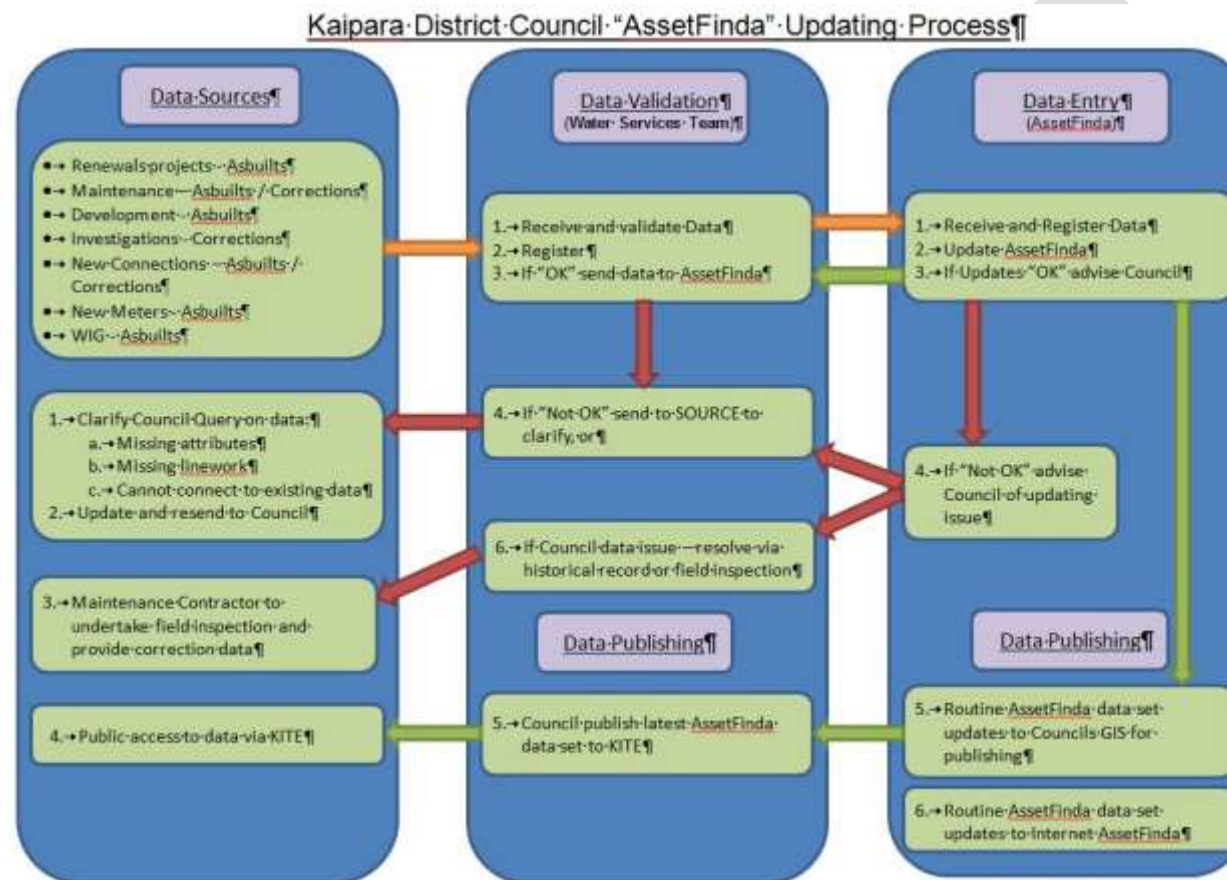 Kaipara·District·Council·“AssetFinda”·Updating·Process¶
Data·Sources¶
■→ Renewals·projects·-·Asbuilts¶
■→ Maintenance·–·Asbuilts·/·Corrections¶
■→ Development·-·Asbuilts¶
■→ Investigations·-·Corrections¶
■→ New·Connections·–·Asbuilts·/·
Corrections¶
■→ New·Meters·-·Asbuilts¶
■→ WIG·-·Asbuilts¶
1.→Clarify·Council·Query·on·data:¶
a.→Missing·attributes¶
b.→Missing·linework¶
c.→Cannot·connect·to·existing·data¶
2.→Update·and·resend·to·Council¶
3.→Maintenance·Contractor·to·
undertake·field·inspection·and·
provide·correction·data¶
4.→Public·access·to·data·via·KITE¶
Data·Validation¶
(Water·Services·Team)¶
1.→Receive·and·validate·Data¶
2.→Register¶
3.→If·“OK”·send·data·to·AssetFinda¶
4.→If·“Not·OK”·send·to·SOURCE·to·
clarify,·or¶
6.→If·Council·data·issue·–·resolve·via·
historical·record·or·field·inspection¶
Data·Publishing¶
5.→Council·publish·latest·AssetFinda·
data·set·to·KITE¶
Data·Entry¶
(AssetFinda)¶
1.→Receive·and·Register·Data¶
2.→Update·AssetFinda¶
3.→If·Updates·“OK”·advise·Council¶
4.→If·“Not·OK”·advise·
Council·of·updating·
issue¶
Data·Publishing¶
5.→Routine·AssetFinda·data·set·
updates·to·Councils·GIS·for·
publishing¶
6.→Routine·AssetFinda·data·set·
updates·to·Internet·AssetFinda¶